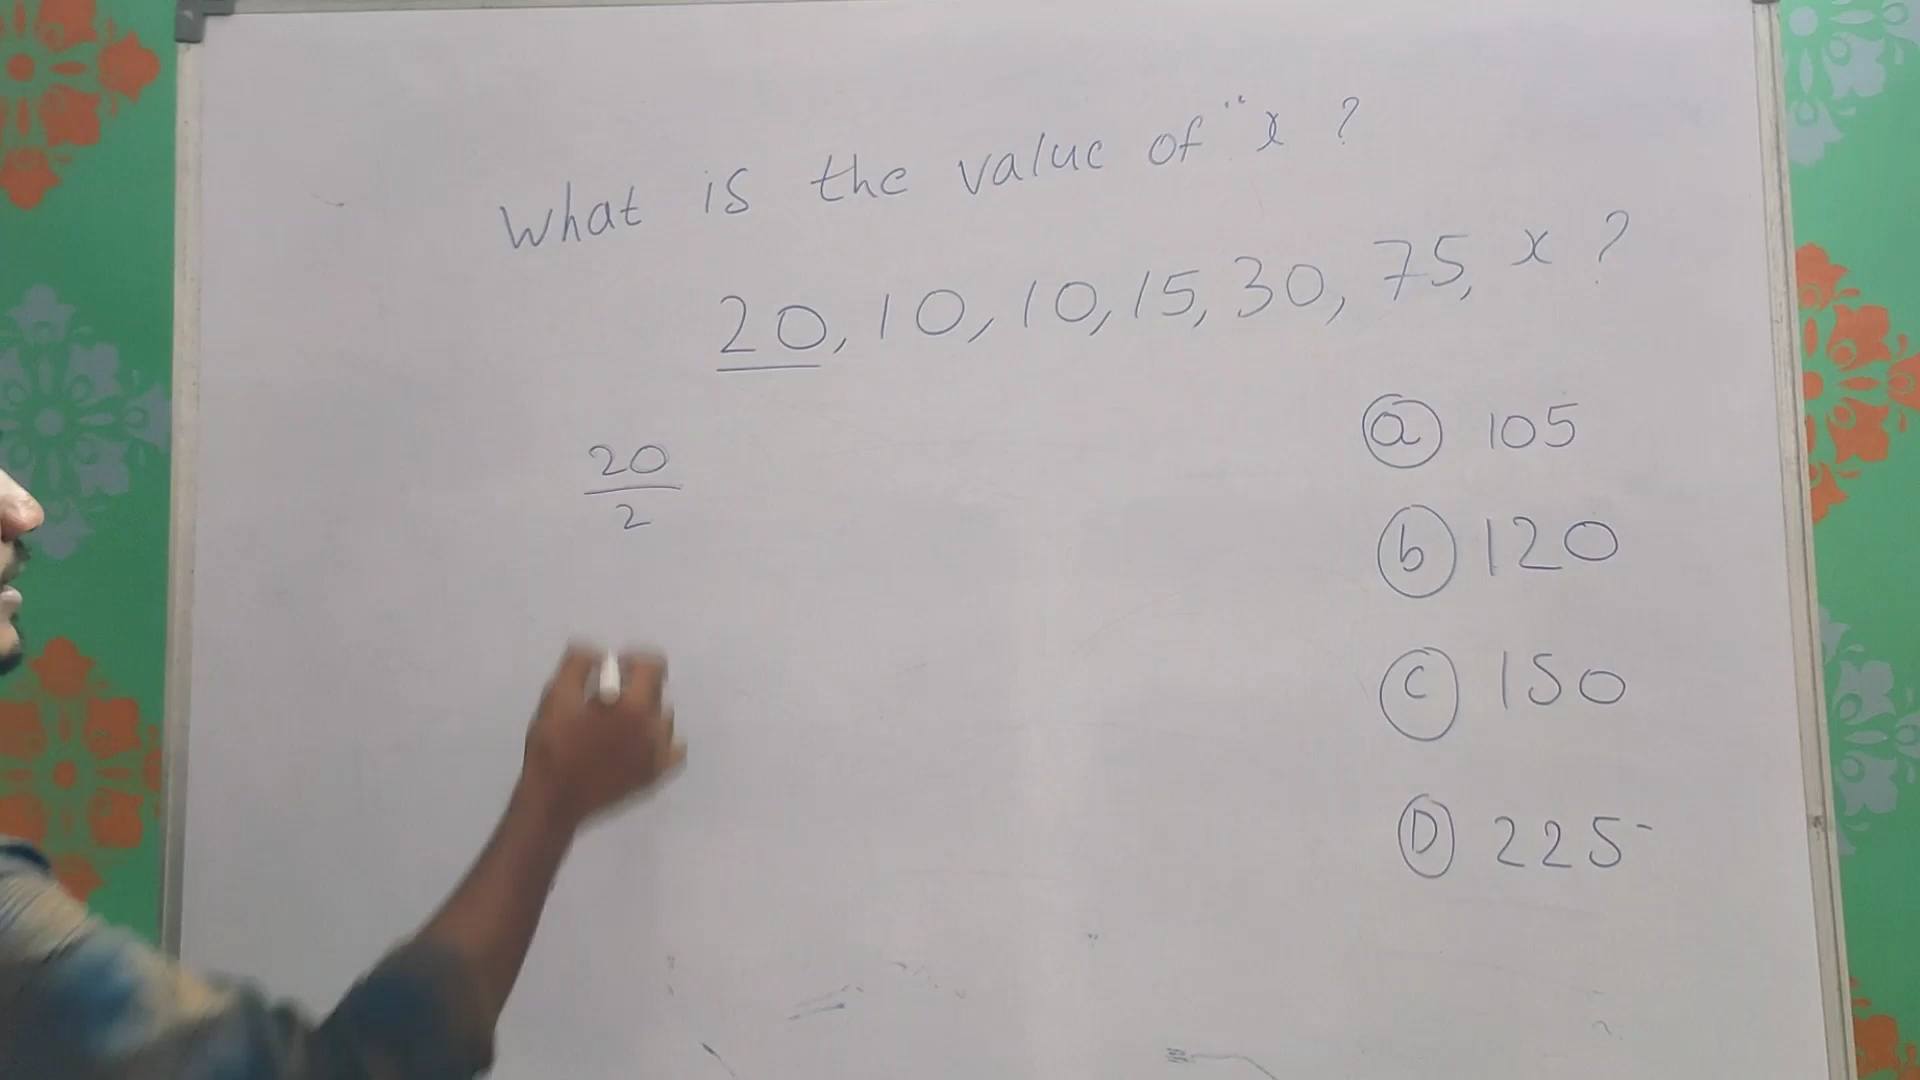 What is the value of "x ?
20, 10, 10, 15, 30, 75, x ?
20
2
a 105
b 120
c 150
D 225